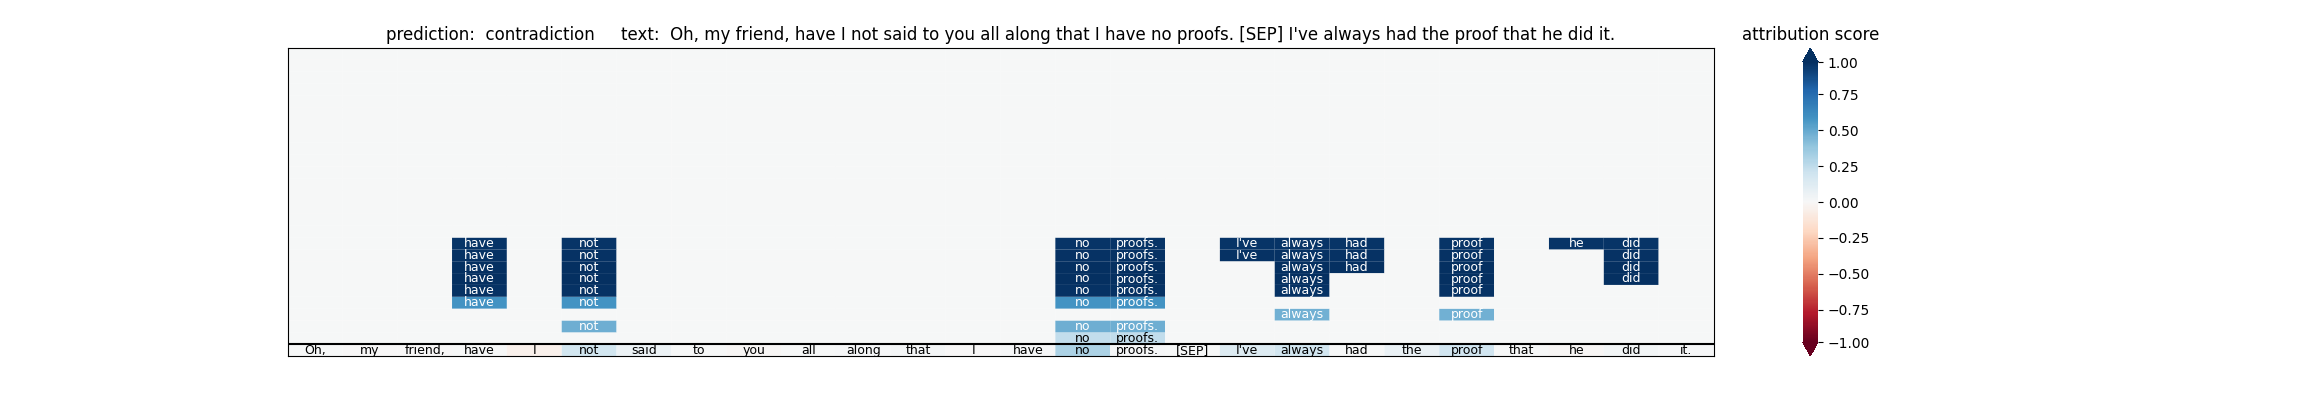 prediction:  contradiction     text:  Oh, my friend, have I not said to you all along that I have no proofs. [SEP] I've always had the proof that he did it.
attribution score
1.00
0.75
0.50
0.25
0.00
−0.25
−0.50
−0.75
−1.00
have not no proofs. I've always had proof he did
have not no proofs. I've always had proof did
have not no proofs. always had proof did
have not no proofs. always proof did
have not no proofs. always proof
have not no proofs.
always proof
not no proofs.
no proofs.
Oh, my friend, have I not said to you all along that I have no proofs. [SEP] I've always had the proof that he did it.